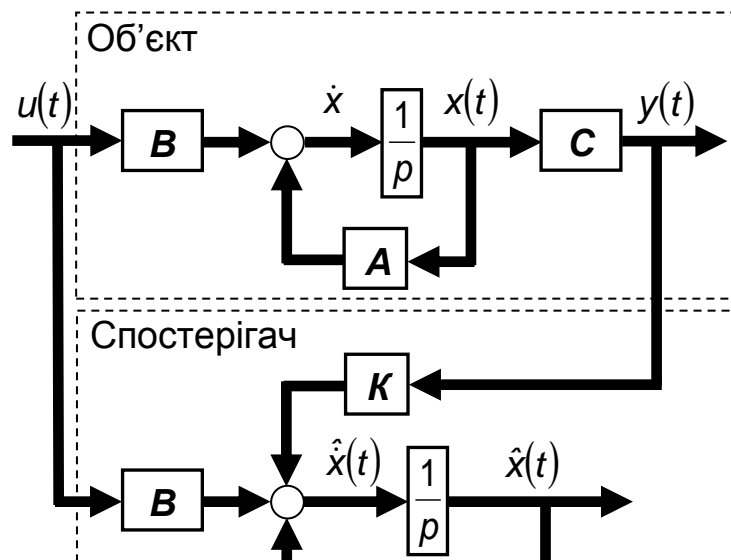 Об’єкт
u(t)
ẋ
x(t)
y(t)
B
1
p
C
A
Спостерігач
К
x̂̇(t)
x̂(t)
B
1
p